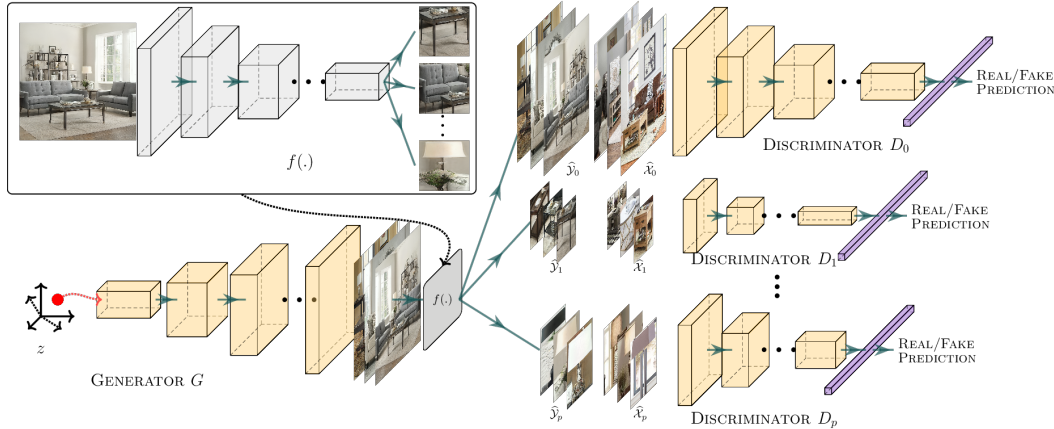 f(.)
ŷ₀
x̂₀
DISCRIMINATOR D₀
REAL/FAKE
PREDICTION
ŷ₁
x̂₁
DISCRIMINATOR D₁
REAL/FAKE
PREDICTION
z
GENERATOR G
f(.)
ŷₚ
x̂ₚ
DISCRIMINATOR Dₚ
REAL/FAKE
PREDICTION